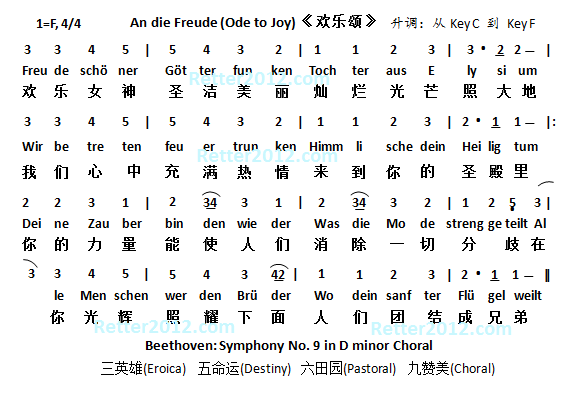 1=F, 4/4 An die Freude (Ode to Joy)《欢乐颂》 升调：从 Key C 到 Key F
3 3 4 5 | 5 4 3 2 | 1 1 2 3 | 3 · 2 2 — |
Freu de schö ner Göt ter fun ken Toch ter aus E ly si um
欢 乐 女 神 圣 洁 美 丽 灿 烂 光 芒 照 大 地
3 3 4 5 | 5 4 3 2 | 1 1 2 3 | 2 · 1 1 — |:
Retter2012.com Retter2012.com
Wir be tre ten feu er trun ken Himm li sche dein Hei lig tum
我 们 心 中 充 满 热 情 来 到 你 的 圣 殿 里
2 2 3 1 | 2 34 3 1 | 2 34 3 2 | 1 2 5 3 |
Dei ne Zau ber bin den wie der Was die Mo de streng ge teilt Al
你 的 力 量 能 使 人 们 消 除 一 切 分 歧 在
3 3 4 5 | 5 4 3 42 | 1 1 2 3 | 2 · 1 1 — ‖
le Men schen wer den Brü der Wo dein sanf ter Flü gel weilt
你 光 辉 照 耀 下 面 人 们 团 结 成 兄 弟
Retter2012.com Retter2012.com
Beethoven: Symphony No. 9 in D minor Choral
三英雄(Eroica) 五命运(Destiny) 六田园(Pastoral) 九赞美(Choral)